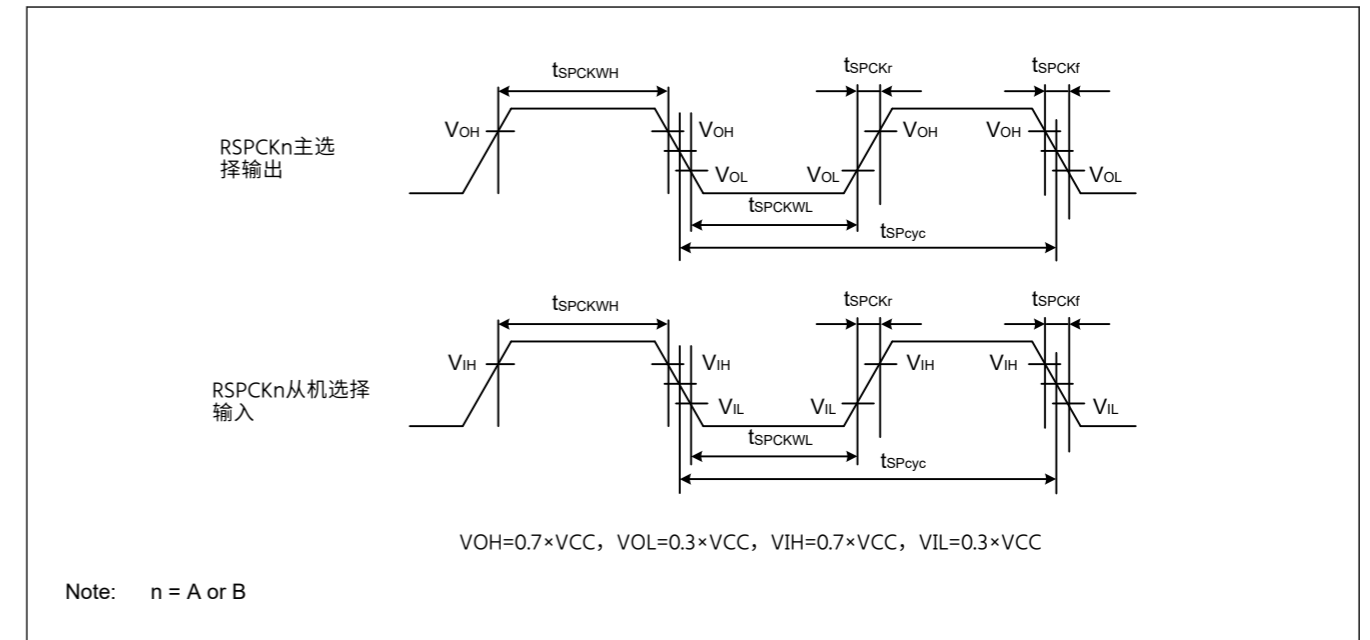 tSPCKWH
tSPCKr
tSPCKf
VOH
VOH
VOH
VOH
RSPCKn主选
择输出
VOL
VOL
VOL
tSPCKWL
tSPcyc
tSPCKWH
tSPCKr
tSPCKf
VIH
VIH
VIH
VIH
RSPCKn从机选择
输入
VIL
VIL
VIL
tSPCKWL
tSPcyc
VOH=0.7×VCC，VOL=0.3×VCC，VIH=0.7×VCC，VIL=0.3×VCC
Note: n = A or B